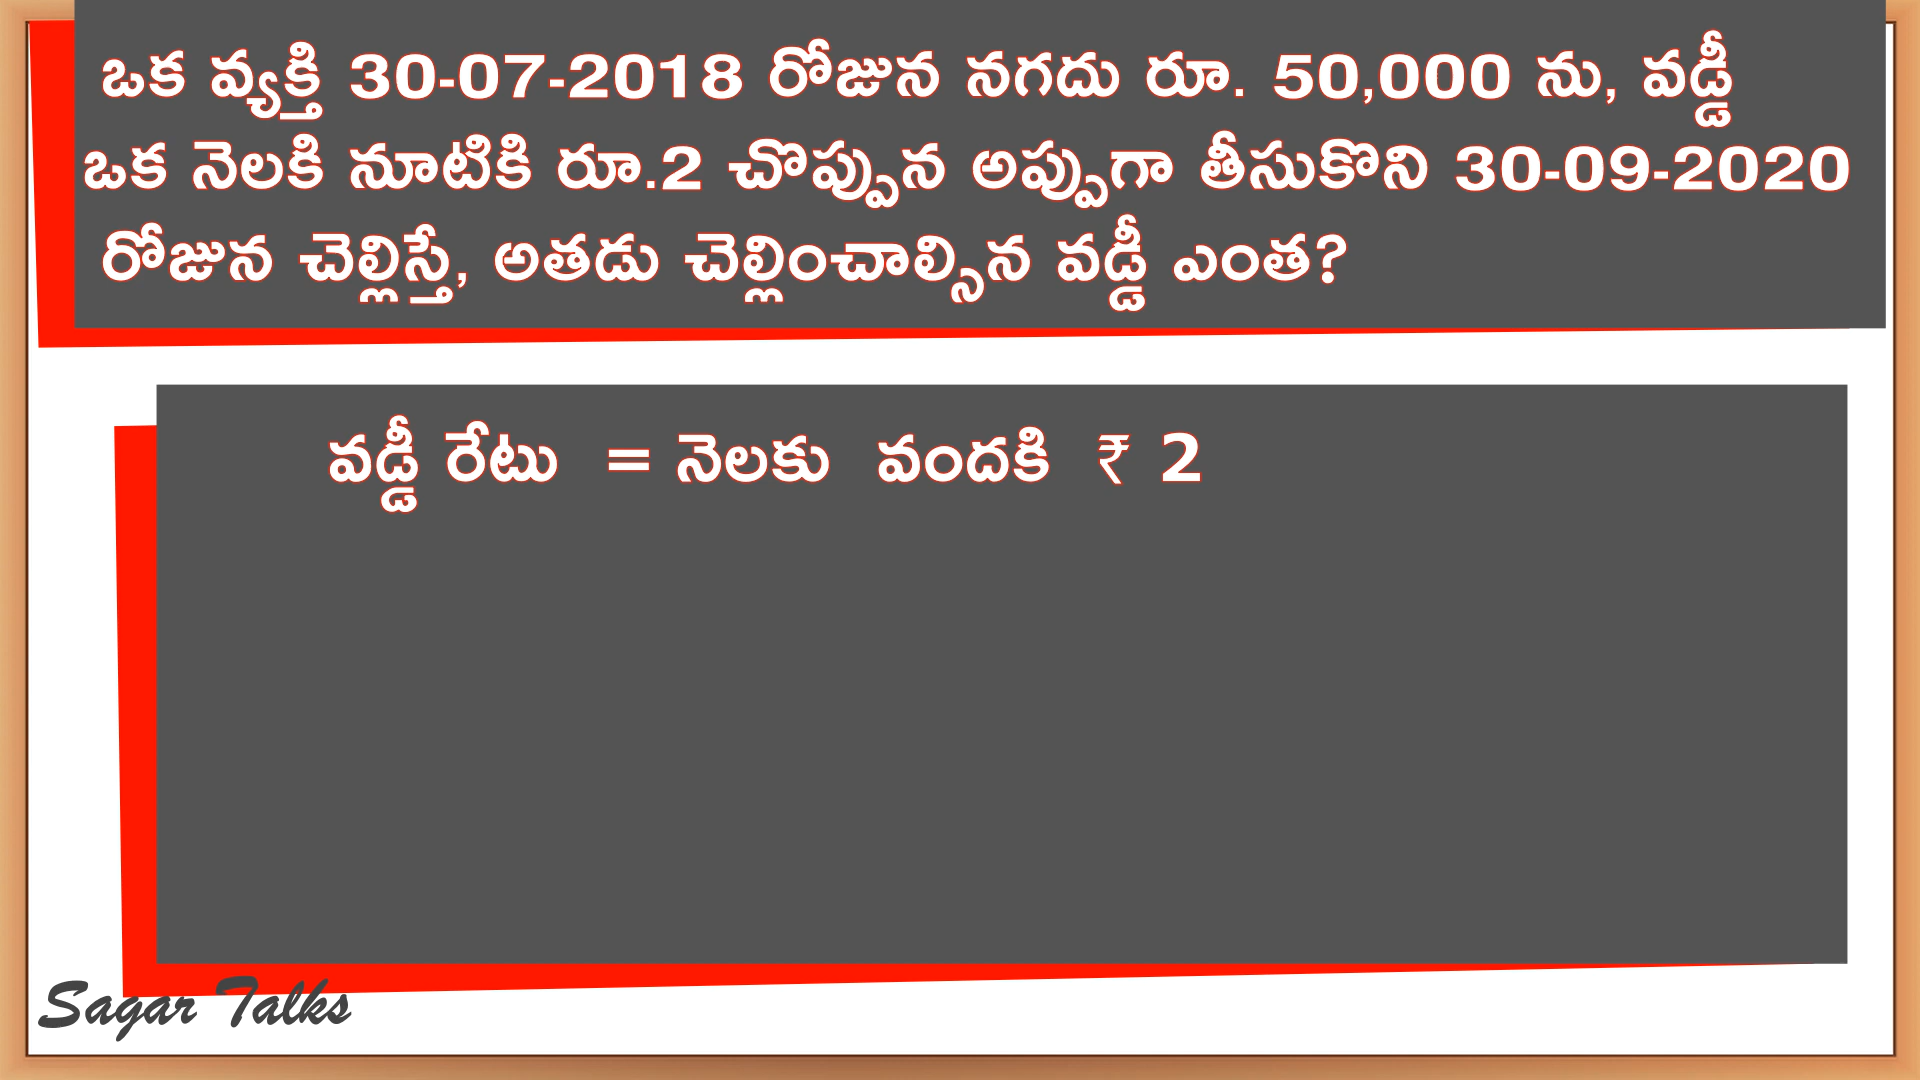 ఒక వ్యక్తి 30-07-2018 రోజున నగదు రూ. 50,000 ను, వడ్డీ
ఒక నెలకి నూటికి రూ.2 చొప్పున అప్పుగా తీసుకొని 30-09-2020
రోజున చెల్లిస్తే, అతడు చెల్లించాల్సిన వడ్డీ ఎంత?
వడ్డీ రేటు = నెలకు వందకి ₹ 2
Sagar Talks